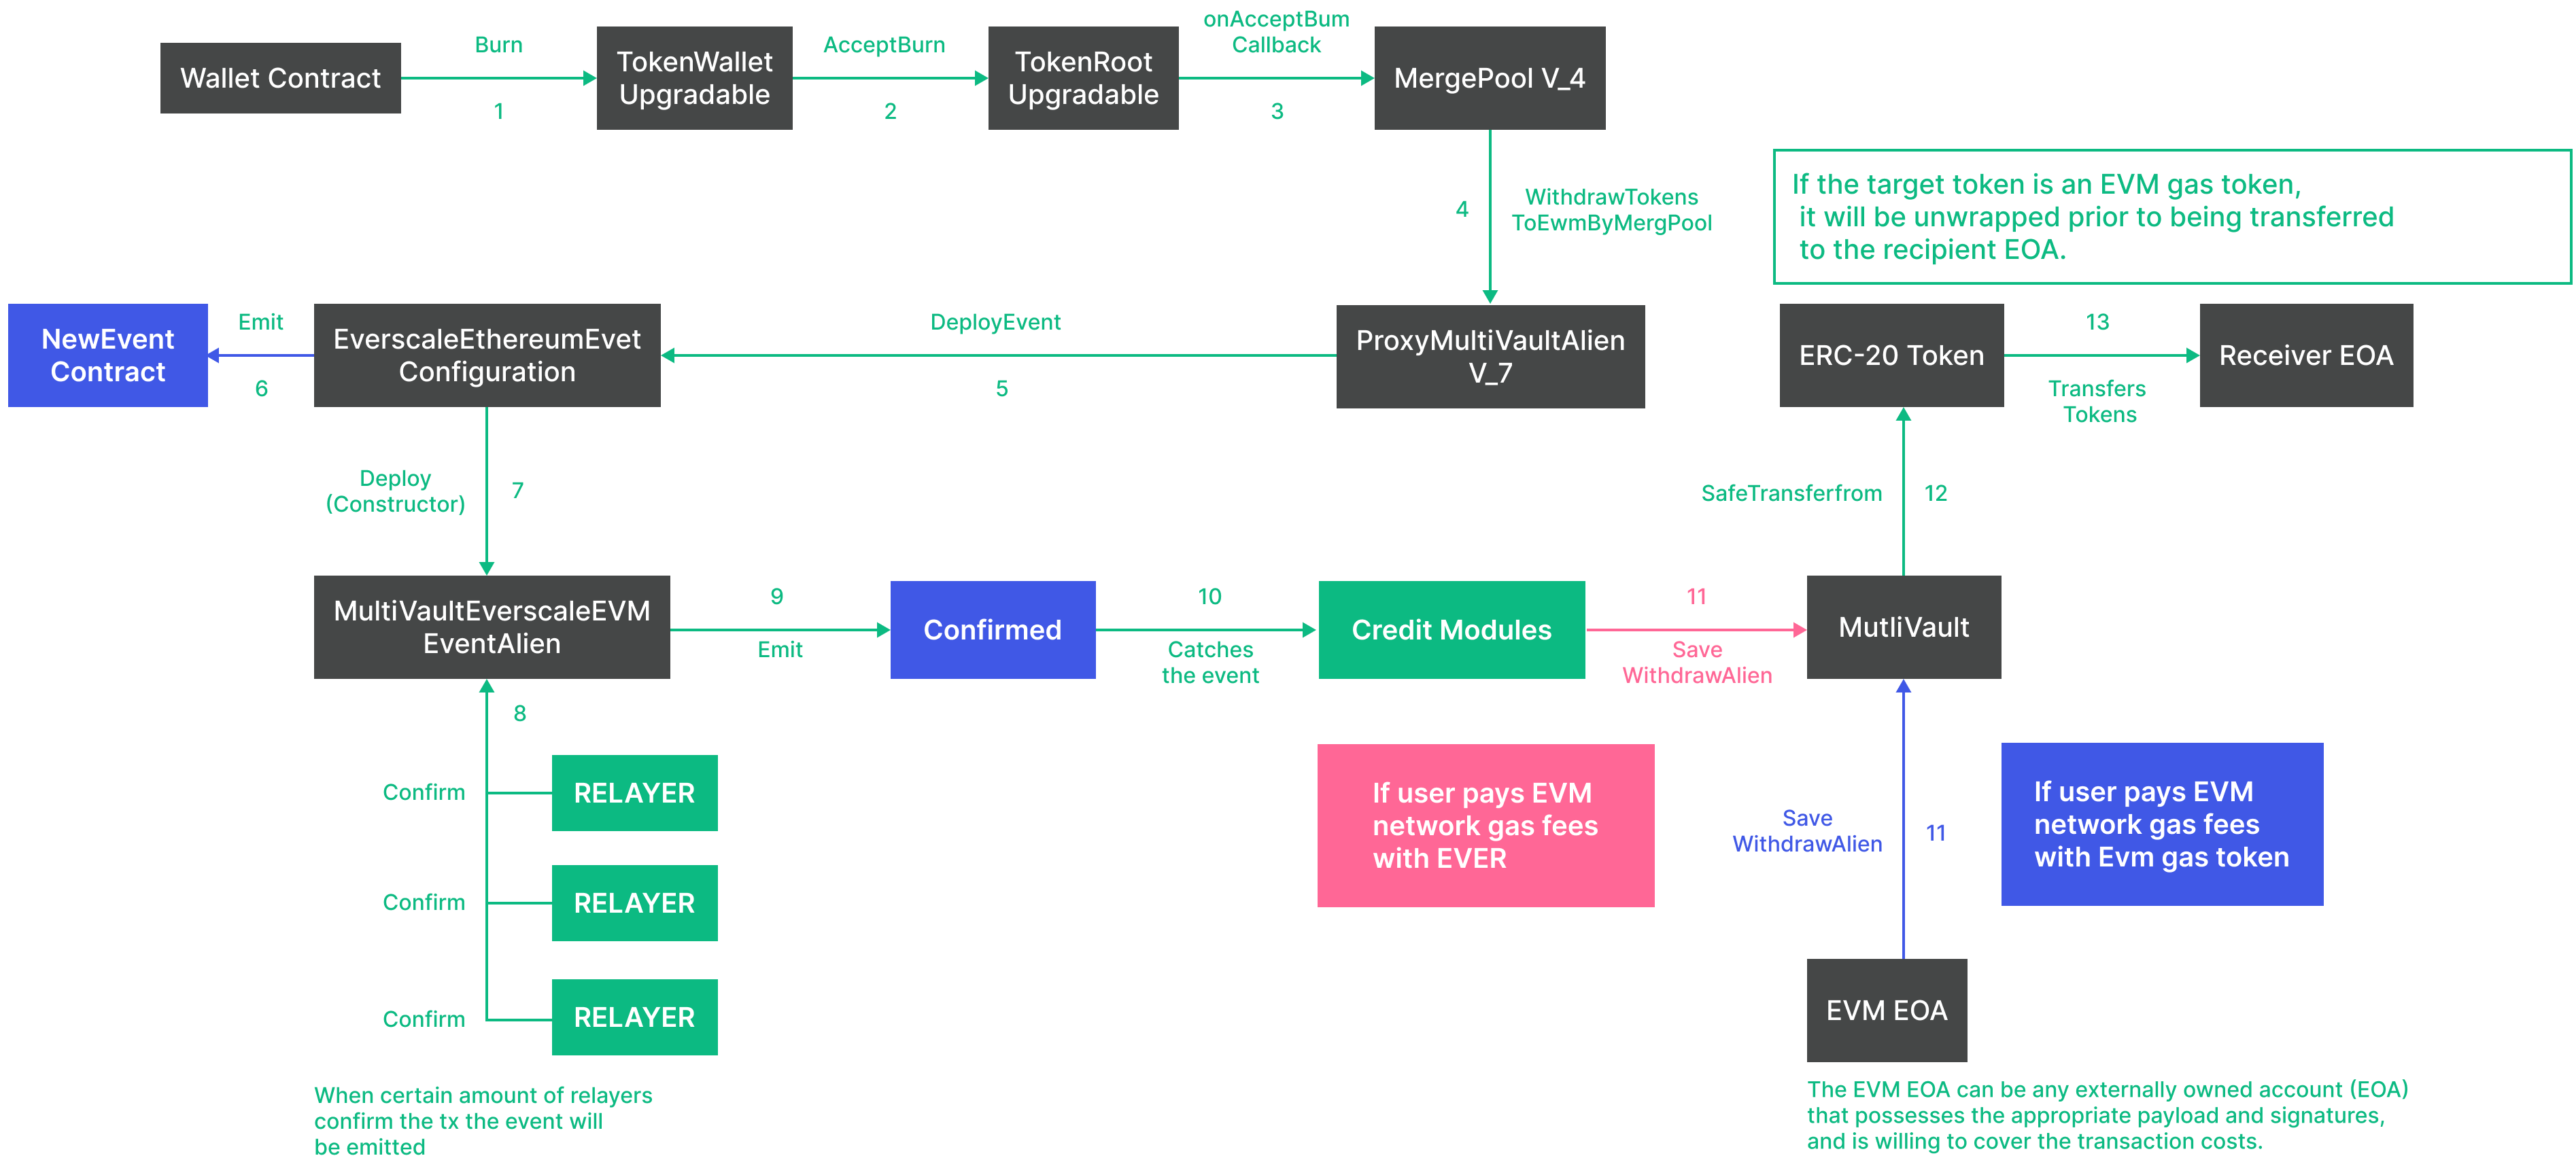 Wallet Contract
Burn
1
TokenWallet
Upgradable
AcceptBurn
2
TokenRoot
Upgradable
onAcceptBum
Callback
3
MergePool V_4
4
WithdrawTokens
ToEwmByMergPool
If the target token is an EVM gas token,
it will be unwrapped prior to being transferred
to the recipient EOA.
NewEvent
Contract
Emit
6
EverscaleEthereumEvet
Configuration
DeployEvent
5
ProxyMultiVaultAlien
V_7
ERC-20 Token
13
Transfers
Tokens
Receiver EOA
Deploy
(Constructor)
7
SafeTransferfrom
12
MultiVaultEverscaleEVM
EventAlien
9
Emit
Confirmed
10
Catches
the event
Credit Modules
11
Save
WithdrawAlien
MutliVault
8
Confirm
RELAYER
Confirm
RELAYER
Confirm
RELAYER
If user pays EVM
network gas fees
with EVER
Save
WithdrawAlien
11
If user pays EVM
network gas fees
with Evm gas token
EVM EOA
When certain amount of relayers
confirm the tx the event will
be emitted
The EVM EOA can be any externally owned account (EOA)
that possesses the appropriate payload and signatures,
and is willing to cover the transaction costs.